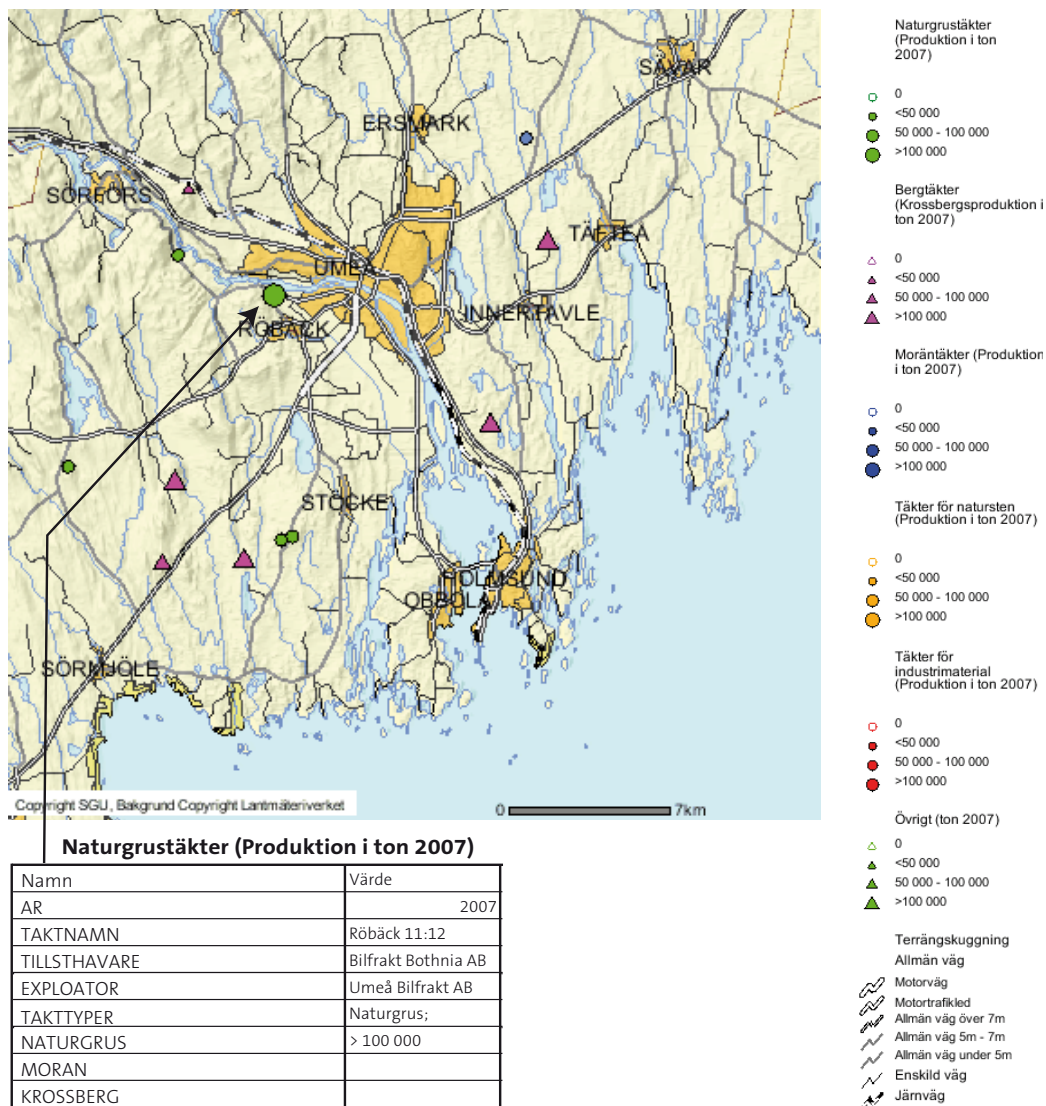 SÄVAR
ERSMARK
SÖRFORS
TÄFTEÅ
UMEÅ
INNERTAVLE
RÖBÄCK
STÖCKE
HOLMSUND
OBBOLA
SÖRMJÖLE
Copyright SGU, Bakgrund Copyright Lantmäteriverket
0 7km
Naturgrustäkter (Produktion i ton 2007)
Namn Värde
AR 2007
TAKTNAMN Röbäck 11:12
TILLSTHAVARE Bilfrakt Bothnia AB
EXPLOATOR Umeå Bilfrakt AB
TAKTTYPER Naturgrus;
NATURGRUS > 100 000
MORAN
KROSSBERG
Naturgrustäkter
(Produktion i ton
2007)
0
<50 000
50 000 - 100 000
>100 000
Bergtäkter
(Krossbergsproduktion i
ton 2007)
0
<50 000
50 000 - 100 000
>100 000
Moräntäkter (Produktion
i ton 2007)
0
<50 000
50 000 - 100 000
>100 000
Täkter för natursten
(Produktion i ton 2007)
0
<50 000
50 000 - 100 000
>100 000
Täkter för
industrimaterial
(Produktion i ton 2007)
0
<50 000
50 000 - 100 000
>100 000
Övrigt (ton 2007)
0
<50 000
50 000 - 100 000
>100 000
Terrängskuggning
Allmän väg
Motorväg
Motortrafikled
Allmän väg över 7m
Allmän väg 5m - 7m
Allmän väg under 5m
Enskild väg
Järnväg